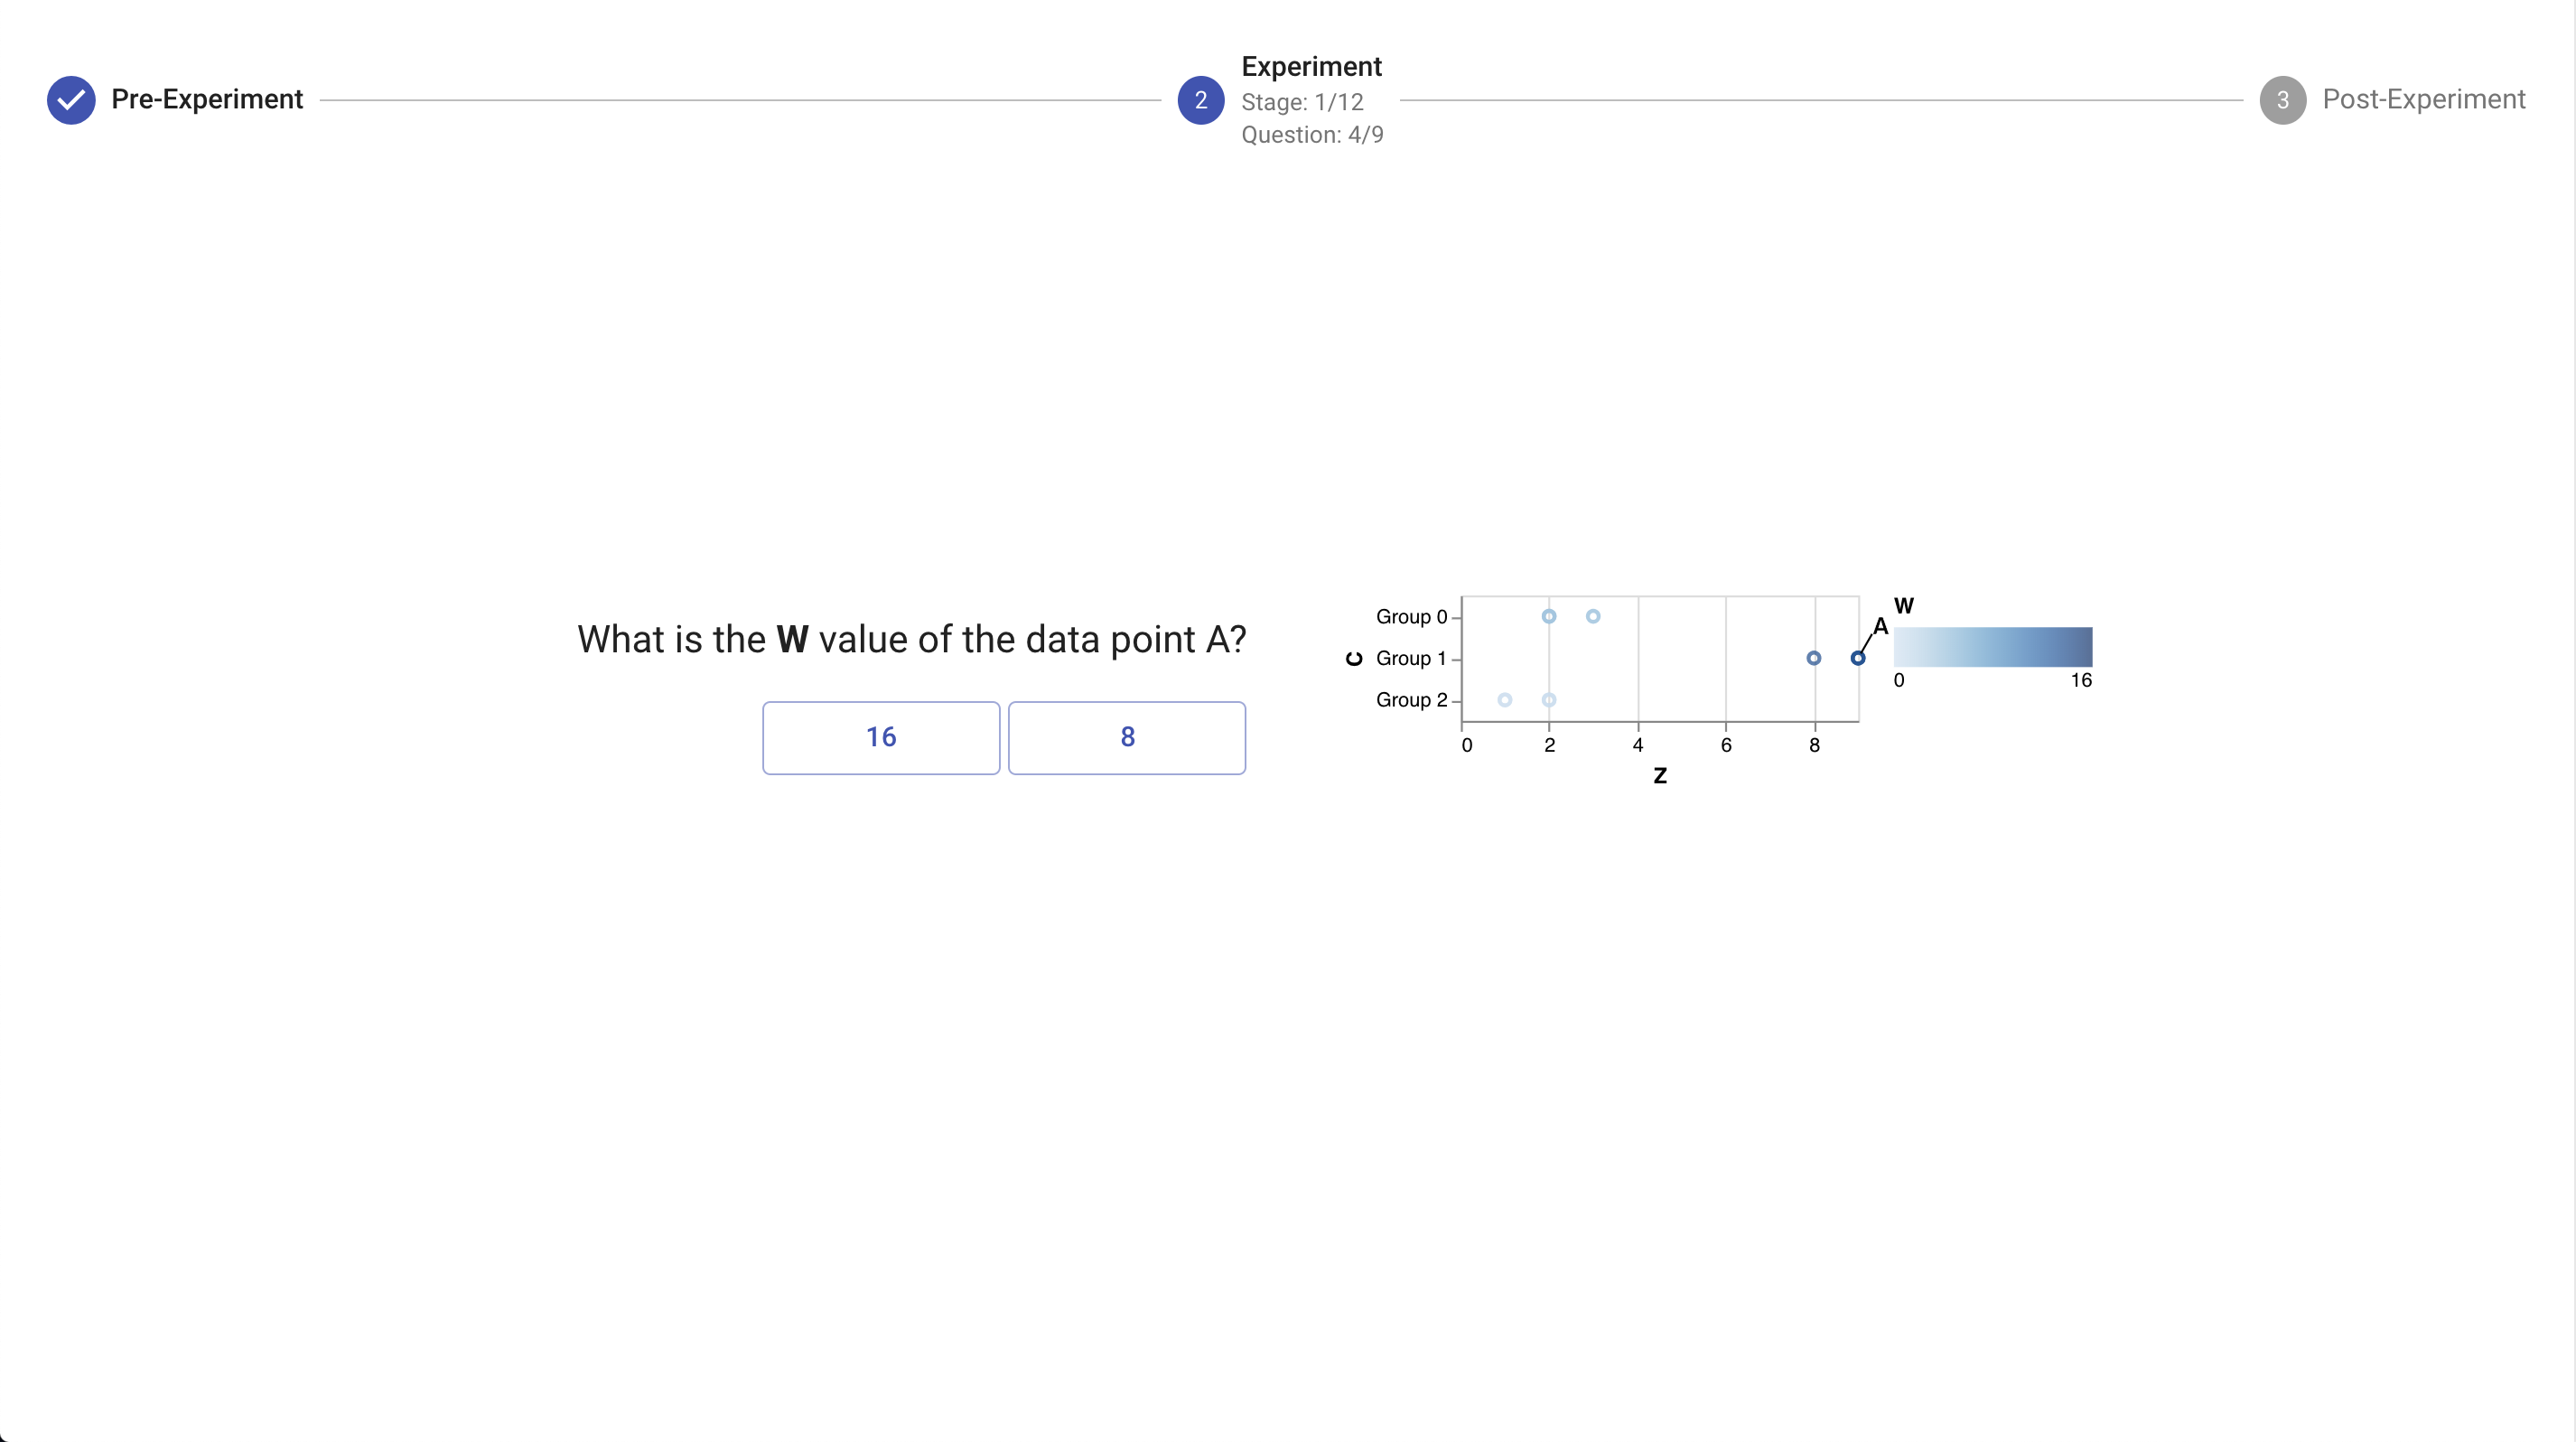 Pre-Experiment
2
Experiment
Stage: 1/12
Question: 4/9
3
Post-Experiment
What is the W value of the data point A?
16
8
C
Group 0
Group 1
Group 2
0 2 4 6 8
Z
A
W
0 16